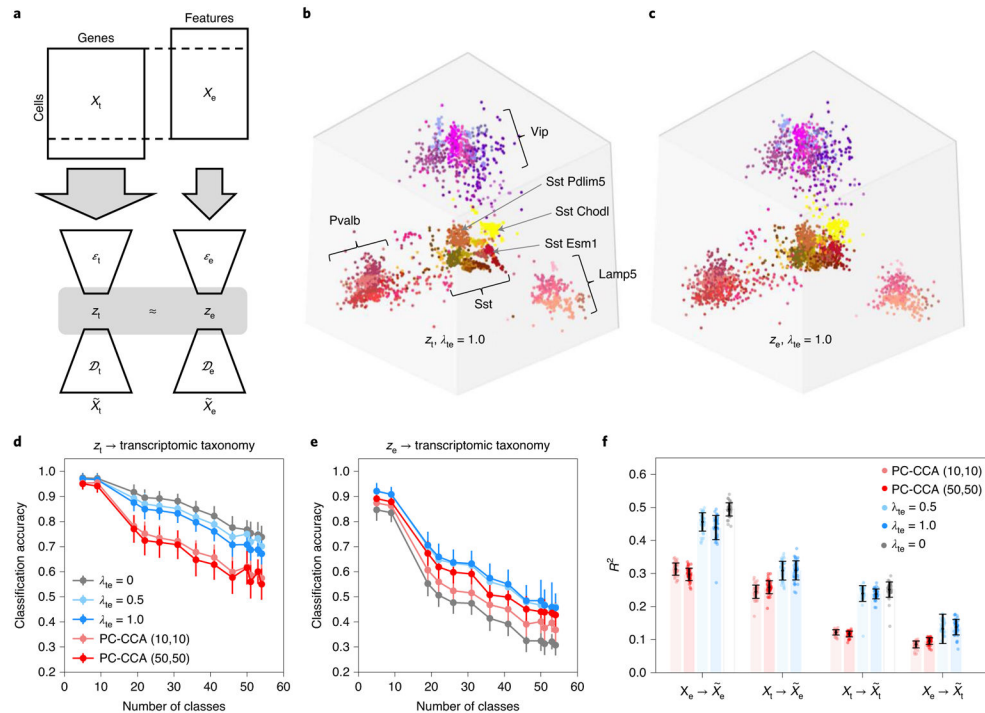 a
Features
Genes
Cells
Xₜ
Xₑ
εₜ
εₑ
zₜ
≈
zₑ
𝒟ₜ
𝒟ₑ
X̃ₜ
X̃ₑ
b
Vip
Sst Pdlim5
Sst Chodl
Pvalb
Sst Esm1
Lamp5
Sst
zₜ, λₜₑ = 1.0
c
zₑ, λₜₑ = 1.0
d
zₜ → transcriptomic taxonomy
Classification accuracy
1.0
0.9
0.8
0.7
0.6
0.5
0.4
0.3
0.2
λₜₑ = 0
λₜₑ = 0.5
λₜₑ = 1.0
PC-CCA (10,10)
PC-CCA (50,50)
0 10 20 30 40 50 60
Number of classes
e
zₑ → transcriptomic taxonomy
Classification accuracy
1.0
0.9
0.8
0.7
0.6
0.5
0.4
0.3
0.2
0 10 20 30 40 50 60
Number of classes
f
R²
0.6
0.5
0.4
0.3
0.2
0.1
0
PC-CCA (10,10)
PC-CCA (50,50)
λₜₑ = 0.5
λₜₑ = 1.0
λₜₑ = 0
Xₑ → X̃ₑ
Xₜ → X̃ₑ
Xₜ → X̃ₜ
Xₑ → X̃ₜ